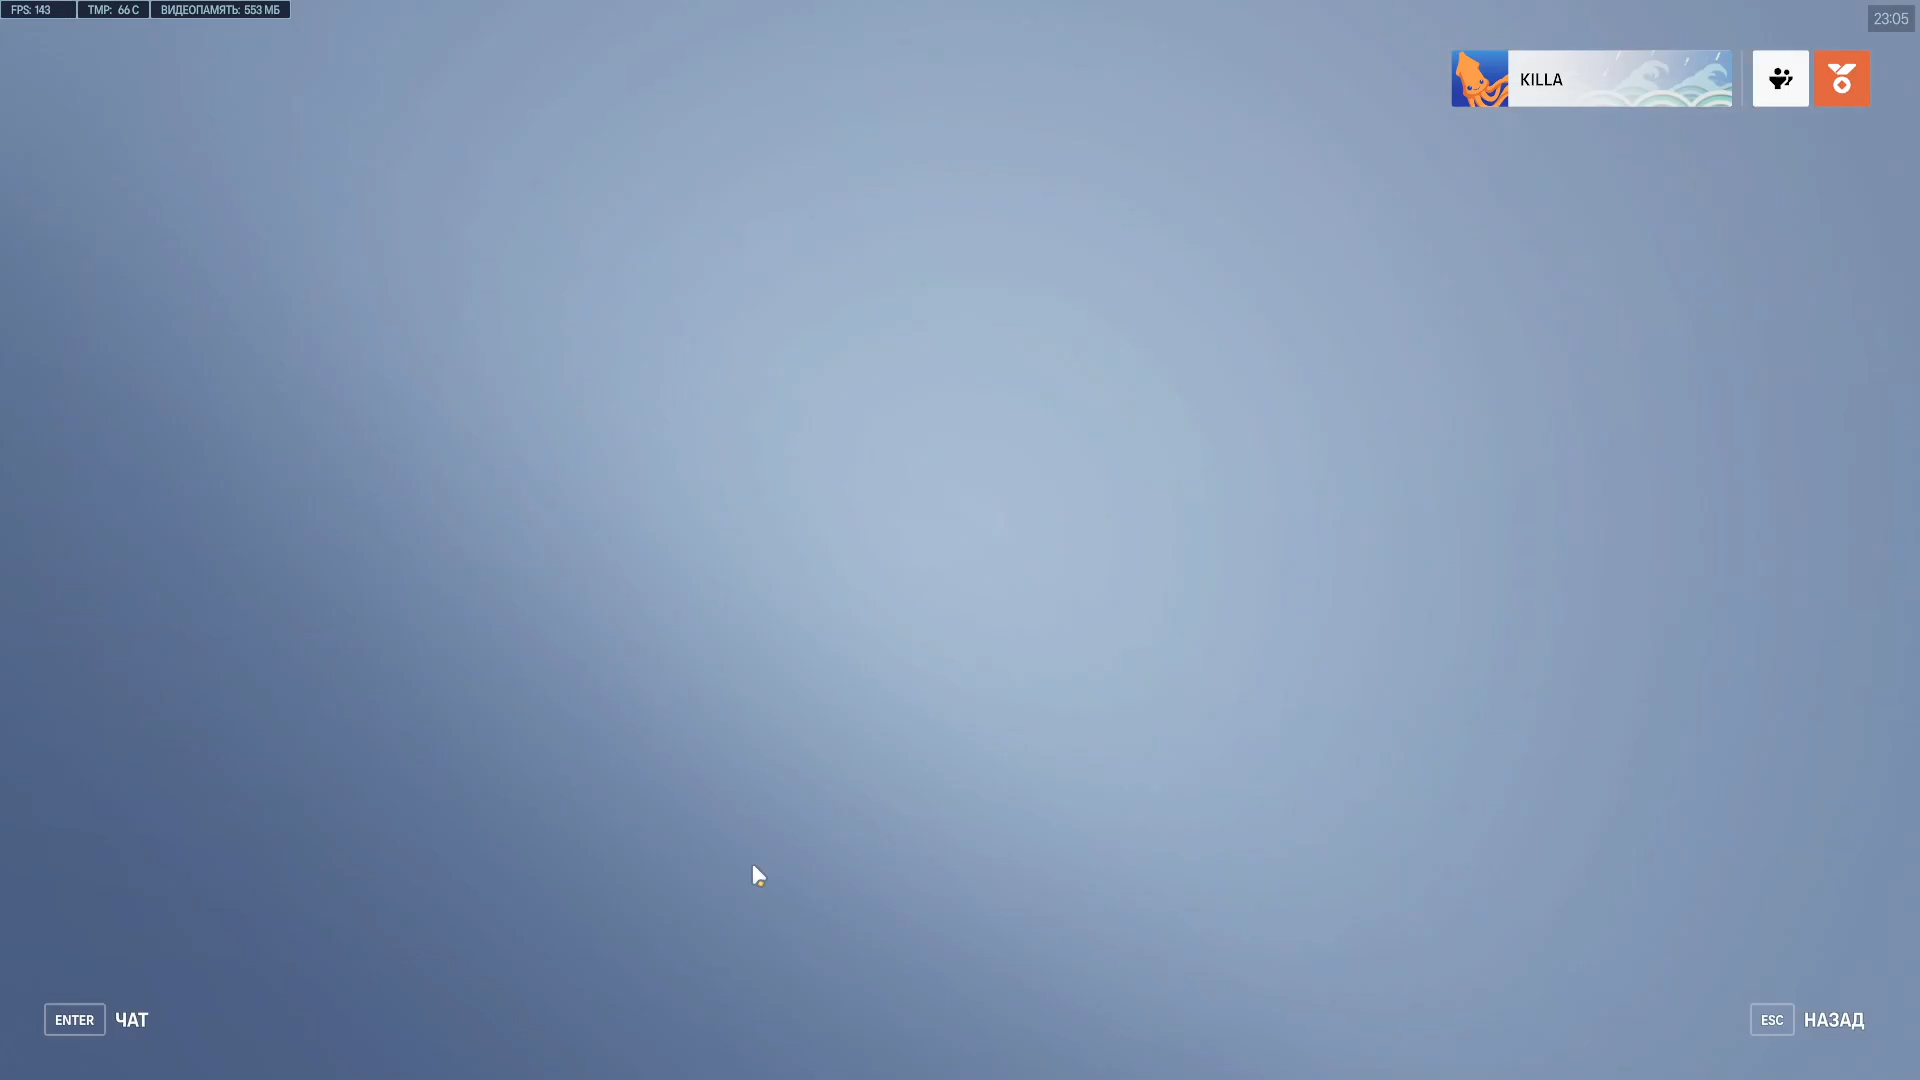 FPS: 143 TMP: 66 C ВИДЕОПАМЯТЬ: 553 МБ
23:05
KILLA
ENTER ЧАТ
ESC НАЗАД